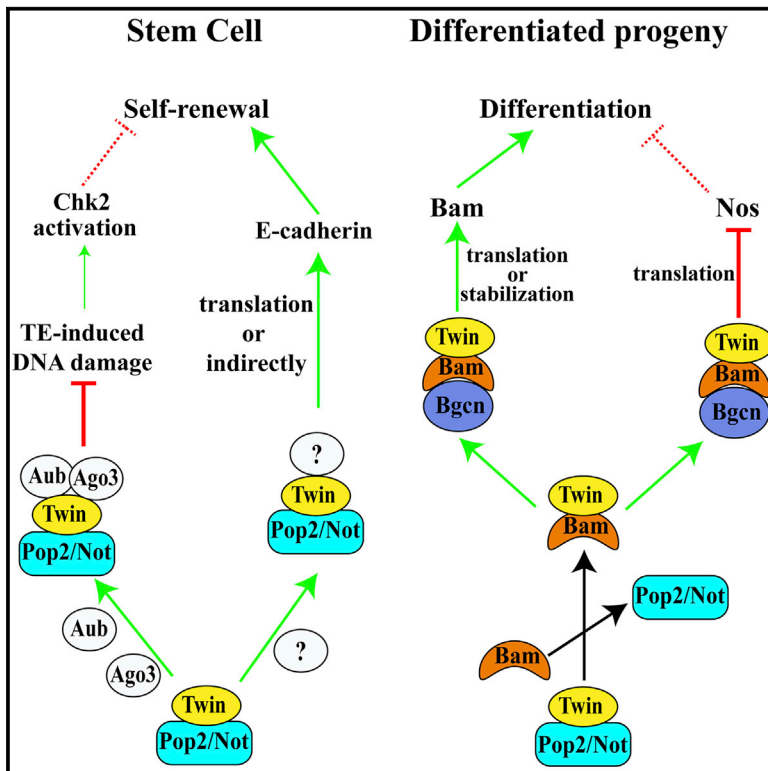 Stem Cell
Self-renewal
Chk2
activation
E-cadherin
translation
or
indirectly
TE-induced
DNA damage
Aub
Ago3
Twin
Pop2/Not
?
Twin
Pop2/Not
Aub
Ago3
?
Twin
Pop2/Not
Differentiated progeny
Differentiation
Bam
Nos
translation
or
stabilization
translation
Twin
Bam
Bgcn
Twin
Bam
Bgcn
Twin
Bam
Pop2/Not
Bam
Twin
Pop2/Not